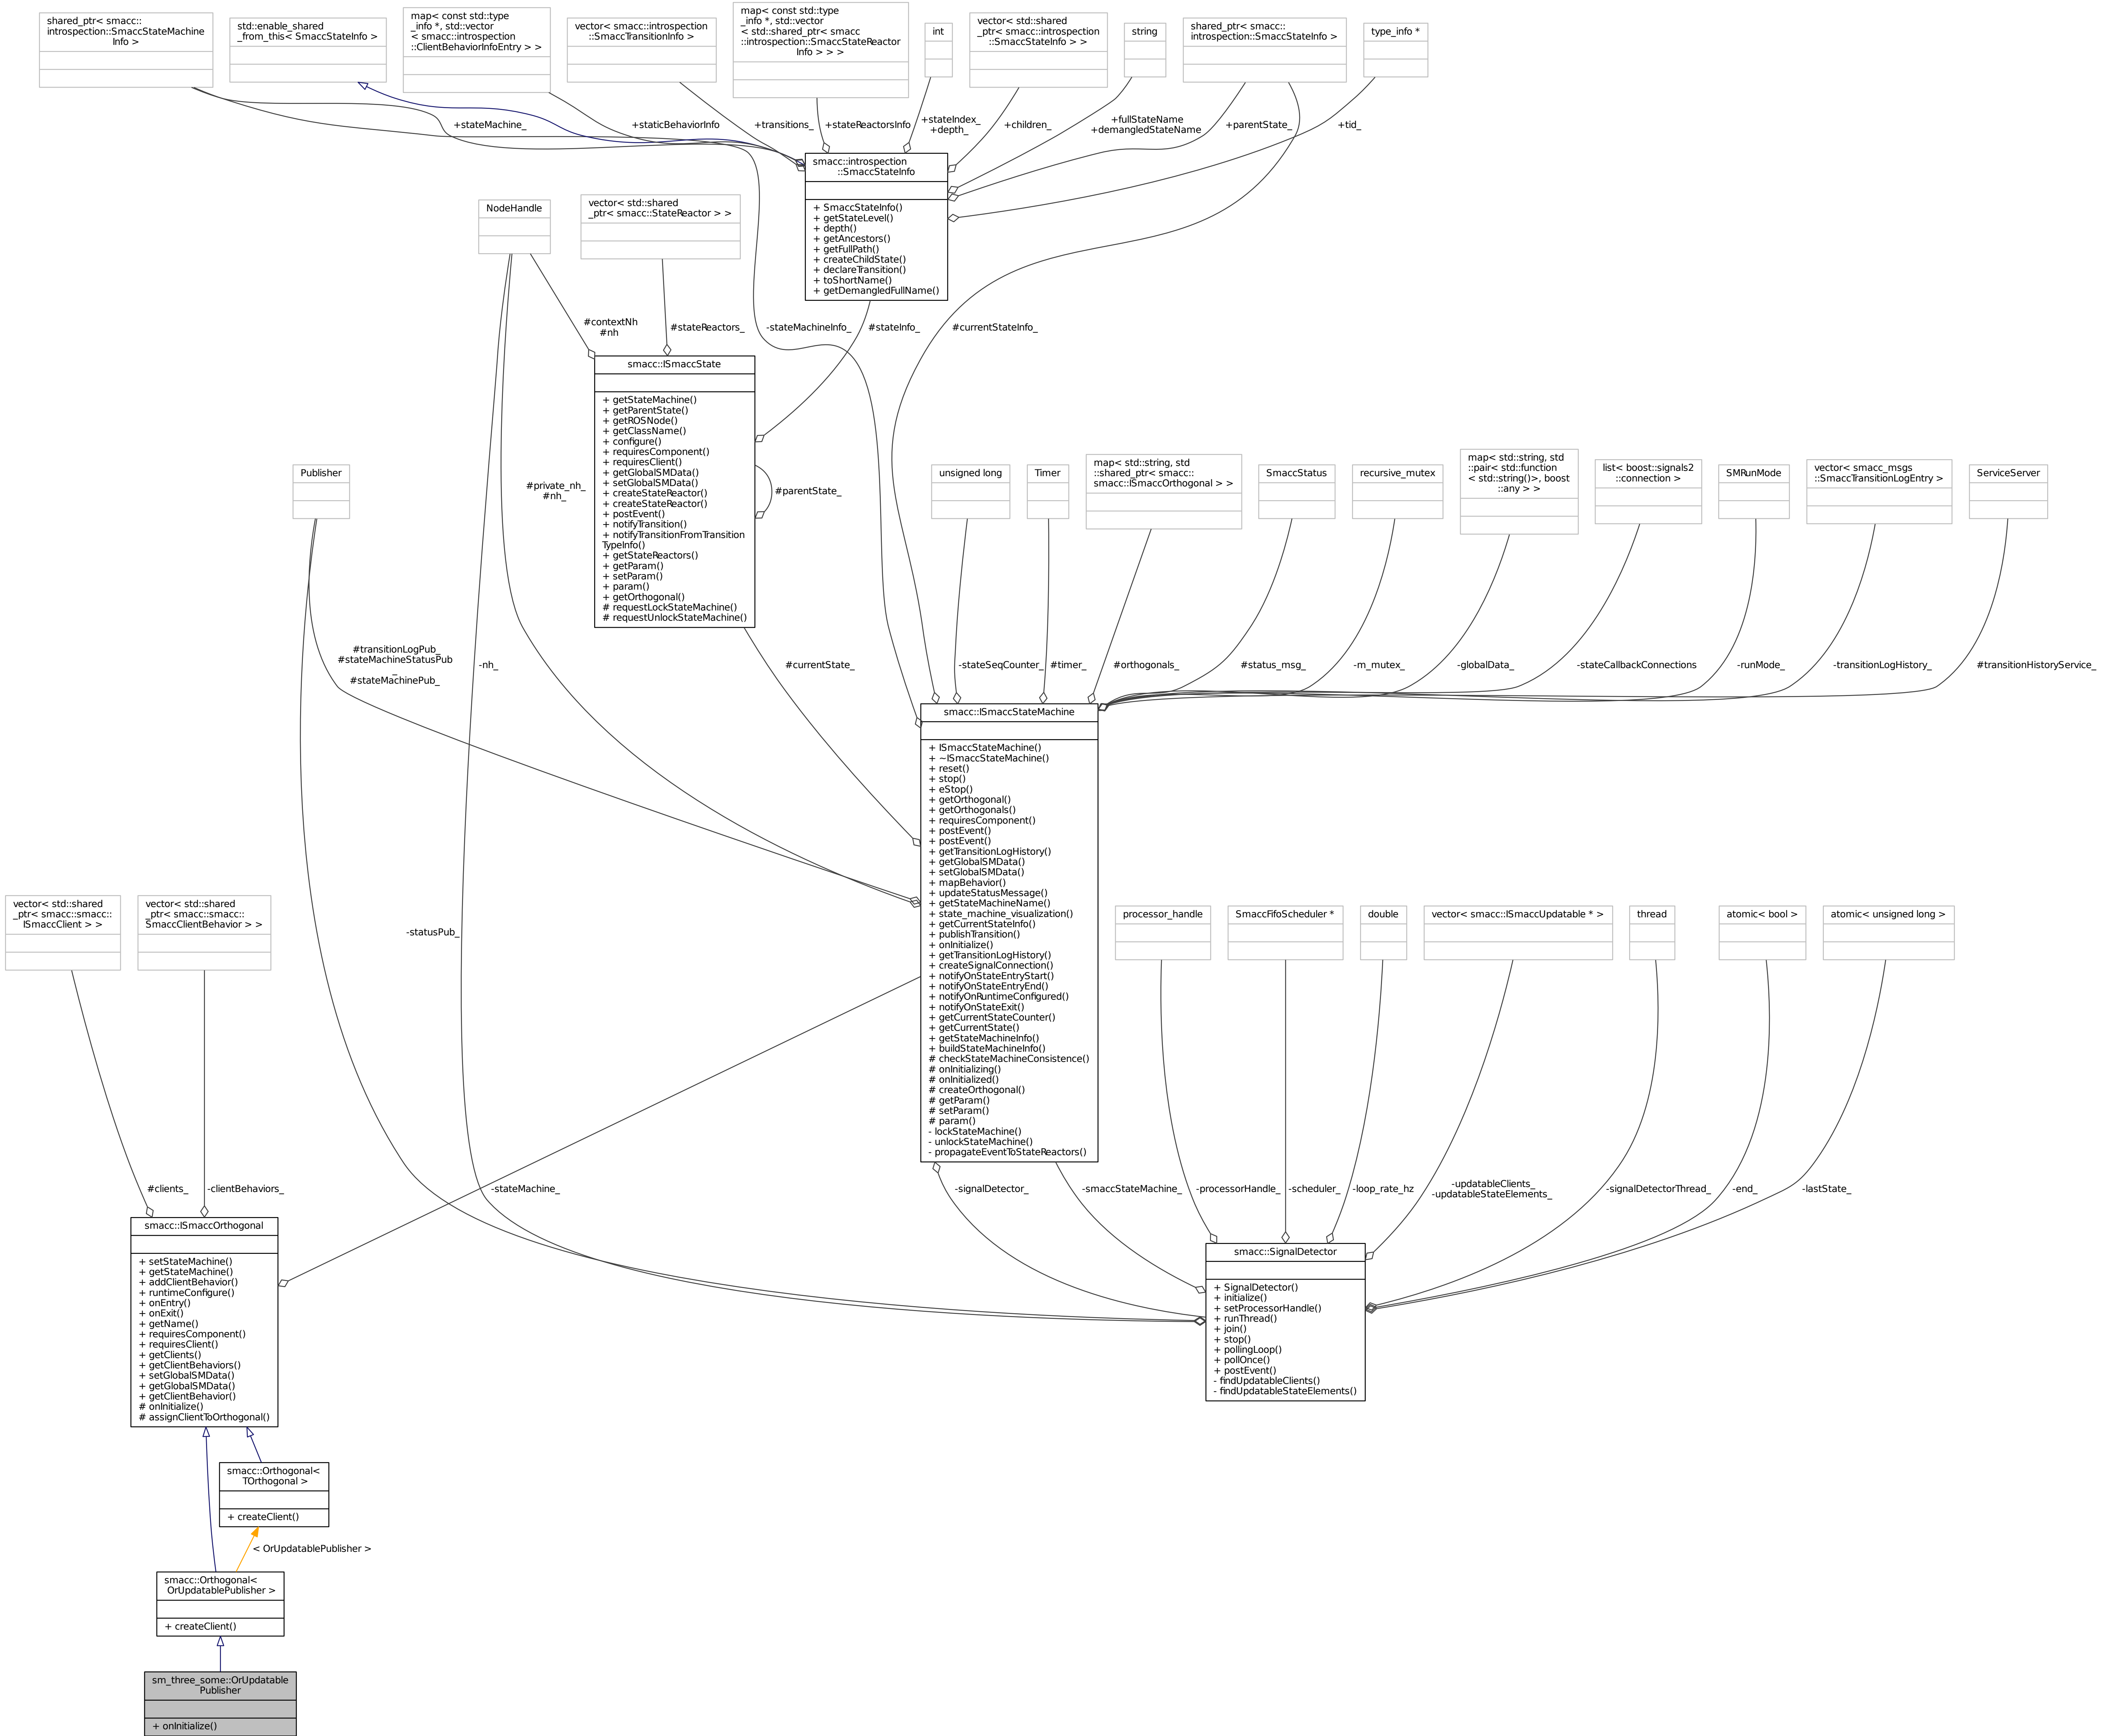 shared_ptr< smacc::
introspection::SmaccStateMachine
Info >
std::enable_shared
_from_this< SmaccStateInfo >
map< const std::type
_info *, std::vector
< smacc::introspection
::ClientBehaviorInfoEntry > >
vector< smacc::introspection
::SmaccTransitionInfo >
map< const std::type
_info *, std::vector
< std::shared_ptr< smacc
::introspection::SmaccStateReactor
Info > > >
int
vector< std::shared
_ptr< smacc::introspection
::SmaccStateInfo > >
string
shared_ptr< smacc::
introspection::SmaccStateInfo >
type_info *
+stateMachine_
+staticBehaviorInfo
+transitions_
+stateReactorsInfo
+stateIndex_
+depth_
+children_
+fullStateName
+demangledStateName
+parentState_
+tid_
smacc::introspection
::SmaccStateInfo
+ SmaccStateInfo()
+ getStateLevel()
+ depth()
+ getAncestors()
+ getFullPath()
+ createChildState()
+ declareTransition()
+ toShortName()
+ getDemangledFullName()
NodeHandle
vector< std::shared
_ptr< smacc::StateReactor > >
#contextNh
#nh
#stateReactors_
-stateMachineInfo_
#stateInfo_
#currentStateInfo_
smacc::ISmaccState
+ getStateMachine()
+ getParentState()
+ getROSNode()
+ getClassName()
+ configure()
+ requiresComponent()
+ requiresClient()
+ getGlobalSMData()
+ setGlobalSMData()
+ createStateReactor()
+ createStateReactor()
+ postEvent()
+ notifyTransition()
+ notifyTransitionFromTransition
TypeInfo()
+ getStateReactors()
+ getParam()
+ setParam()
+ param()
+ getOrthogonal()
# requestLockStateMachine()
# requestUnlockStateMachine()
#parentState_
Publisher
#private_nh_
#nh_
unsigned long
Timer
map< std::string, std
::shared_ptr< smacc::
smacc::ISmaccOrthogonal > >
SmaccStatus
recursive_mutex
map< std::string, std
::pair< std::function
< std::string()>, boost
::any > >
list< boost::signals2
::connection >
SMRunMode
vector< smacc_msgs
::SmaccTransitionLogEntry >
ServiceServer
#transitionLogPub_
#stateMachineStatusPub
_
#stateMachinePub_
-nh_
#currentState_
-stateSeqCounter_
#timer_
#orthogonals_
#status_msg_
-m_mutex_
-globalData_
-stateCallbackConnections
-runMode_
-transitionLogHistory_
#transitionHistoryService_
smacc::ISmaccStateMachine
+ ISmaccStateMachine()
+ ~ISmaccStateMachine()
+ reset()
+ stop()
+ eStop()
+ getOrthogonal()
+ getOrthogonals()
+ requiresComponent()
+ postEvent()
+ postEvent()
+ getTransitionLogHistory()
+ getGlobalSMData()
+ setGlobalSMData()
+ mapBehavior()
+ updateStatusMessage()
+ getStateMachineName()
+ state_machine_visualization()
+ getCurrentStateInfo()
+ publishTransition()
+ onInitialize()
+ getTransitionLogHistory()
+ createSignalConnection()
+ notifyOnStateEntryStart()
+ notifyOnStateEntryEnd()
+ notifyOnRuntimeConfigured()
+ notifyOnStateExit()
+ getCurrentStateCounter()
+ getCurrentState()
+ getStateMachineInfo()
+ buildStateMachineInfo()
# checkStateMachineConsistence()
# onInitializing()
# onInitialized()
# createOrthogonal()
# getParam()
# setParam()
# param()
- lockStateMachine()
- unlockStateMachine()
- propagateEventToStateReactors()
vector< std::shared
_ptr< smacc::smacc::
ISmaccClient > >
vector< std::shared
_ptr< smacc::smacc::
SmaccClientBehavior > >
-statusPub_
processor_handle
SmaccFifoScheduler *
double
vector< smacc::ISmaccUpdatable * >
thread
atomic< bool >
atomic< unsigned long >
#clients_
-clientBehaviors_
-stateMachine_
-signalDetector_
-smaccStateMachine_
-processorHandle_
-scheduler_
-loop_rate_hz
-updatableClients_
-updatableStateElements_
-signalDetectorThread_
-end_
-lastState_
smacc::ISmaccOrthogonal
+ setStateMachine()
+ getStateMachine()
+ addClientBehavior()
+ runtimeConfigure()
+ onEntry()
+ onExit()
+ getName()
+ requiresComponent()
+ requiresClient()
+ getClients()
+ getClientBehaviors()
+ setGlobalSMData()
+ getGlobalSMData()
+ getClientBehavior()
# onInitialize()
# assignClientToOrthogonal()
smacc::SignalDetector
+ SignalDetector()
+ initialize()
+ setProcessorHandle()
+ runThread()
+ join()
+ stop()
+ pollingLoop()
+ pollOnce()
+ postEvent()
- findUpdatableClients()
- findUpdatableStateElements()
smacc::Orthogonal<
TOrthogonal >
+ createClient()
< OrUpdatablePublisher >
smacc::Orthogonal<
OrUpdatablePublisher >
+ createClient()
sm_three_some::OrUpdatable
Publisher
+ onInitialize()